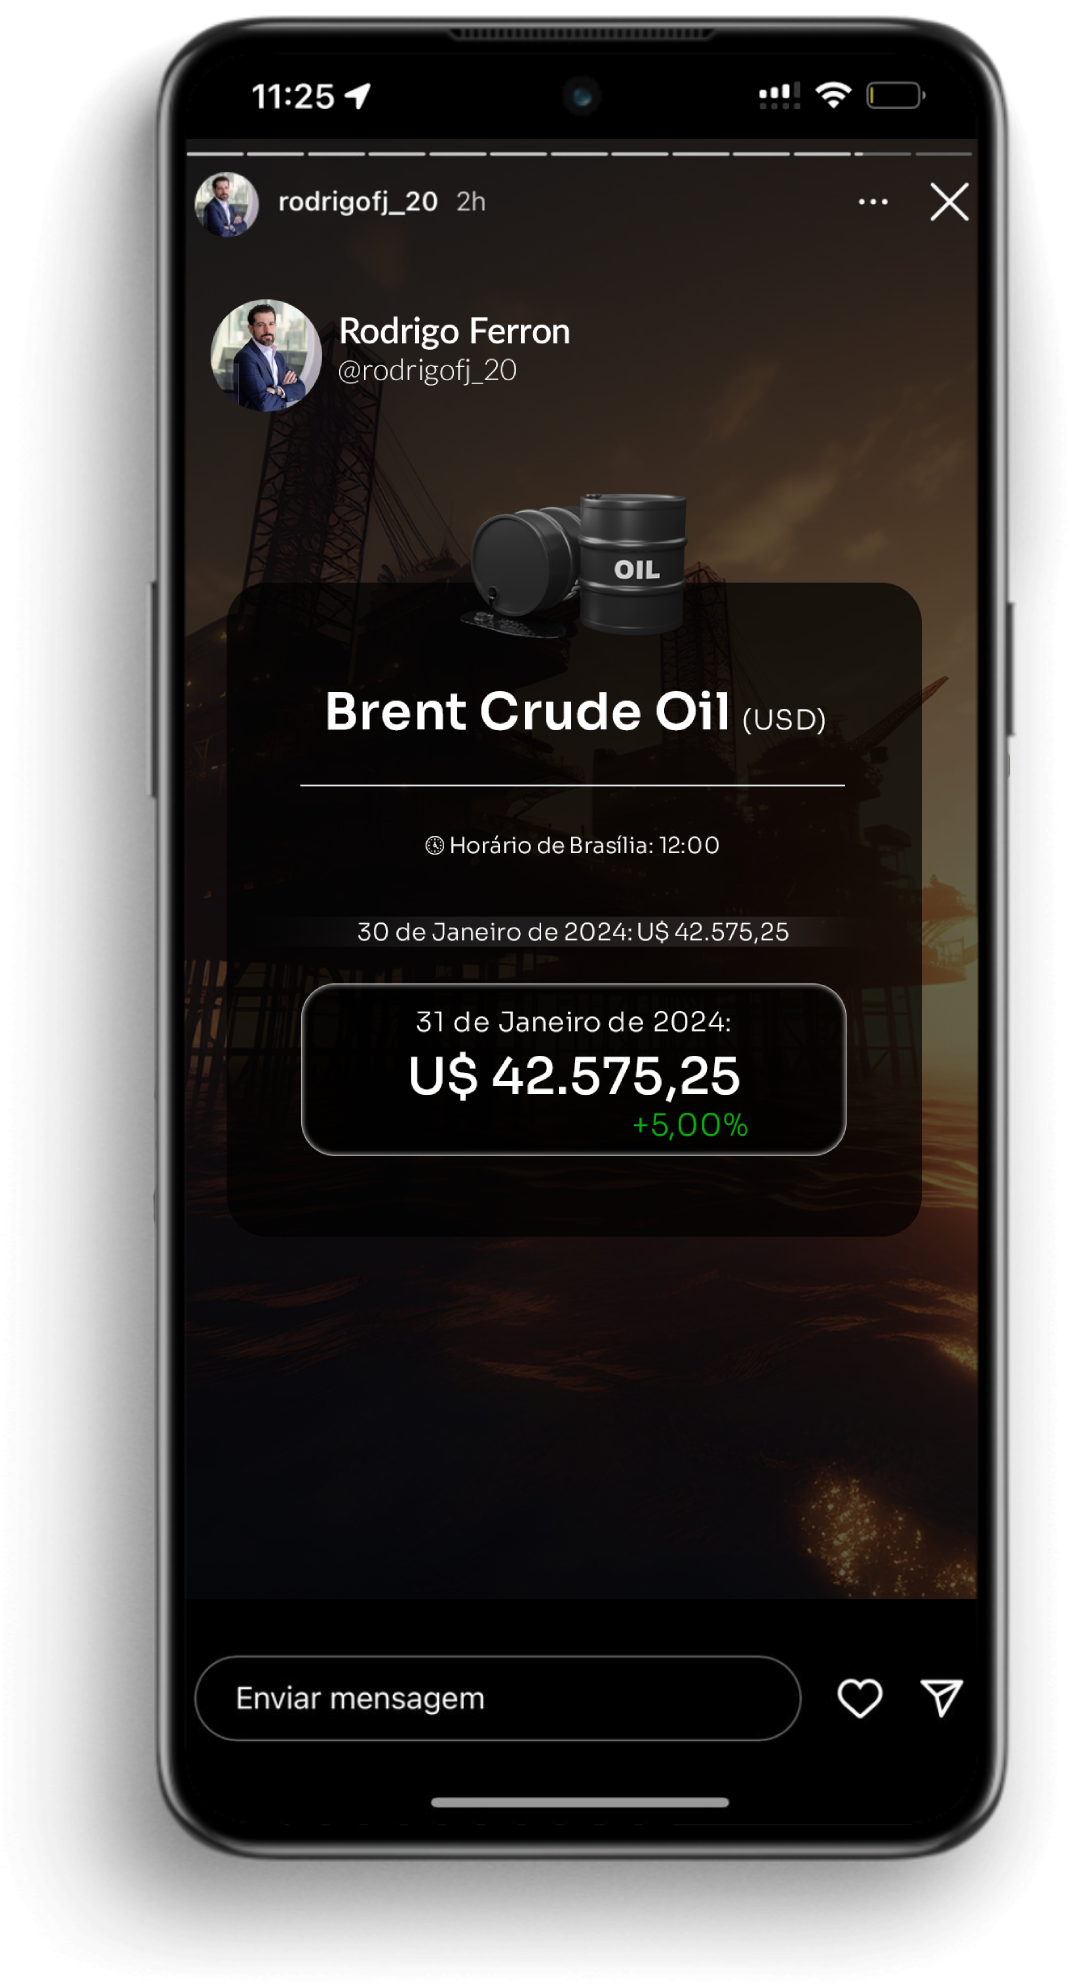 11:25
rodrigofj_20 2h
Rodrigo Ferron
@rodrigofj_20
OIL
Brent Crude Oil (USD)
Horário de Brasília: 12:00
30 de Janeiro de 2024: U$ 42.575,25
31 de Janeiro de 2024:
U$ 42.575,25
+5,00%
Enviar mensagem